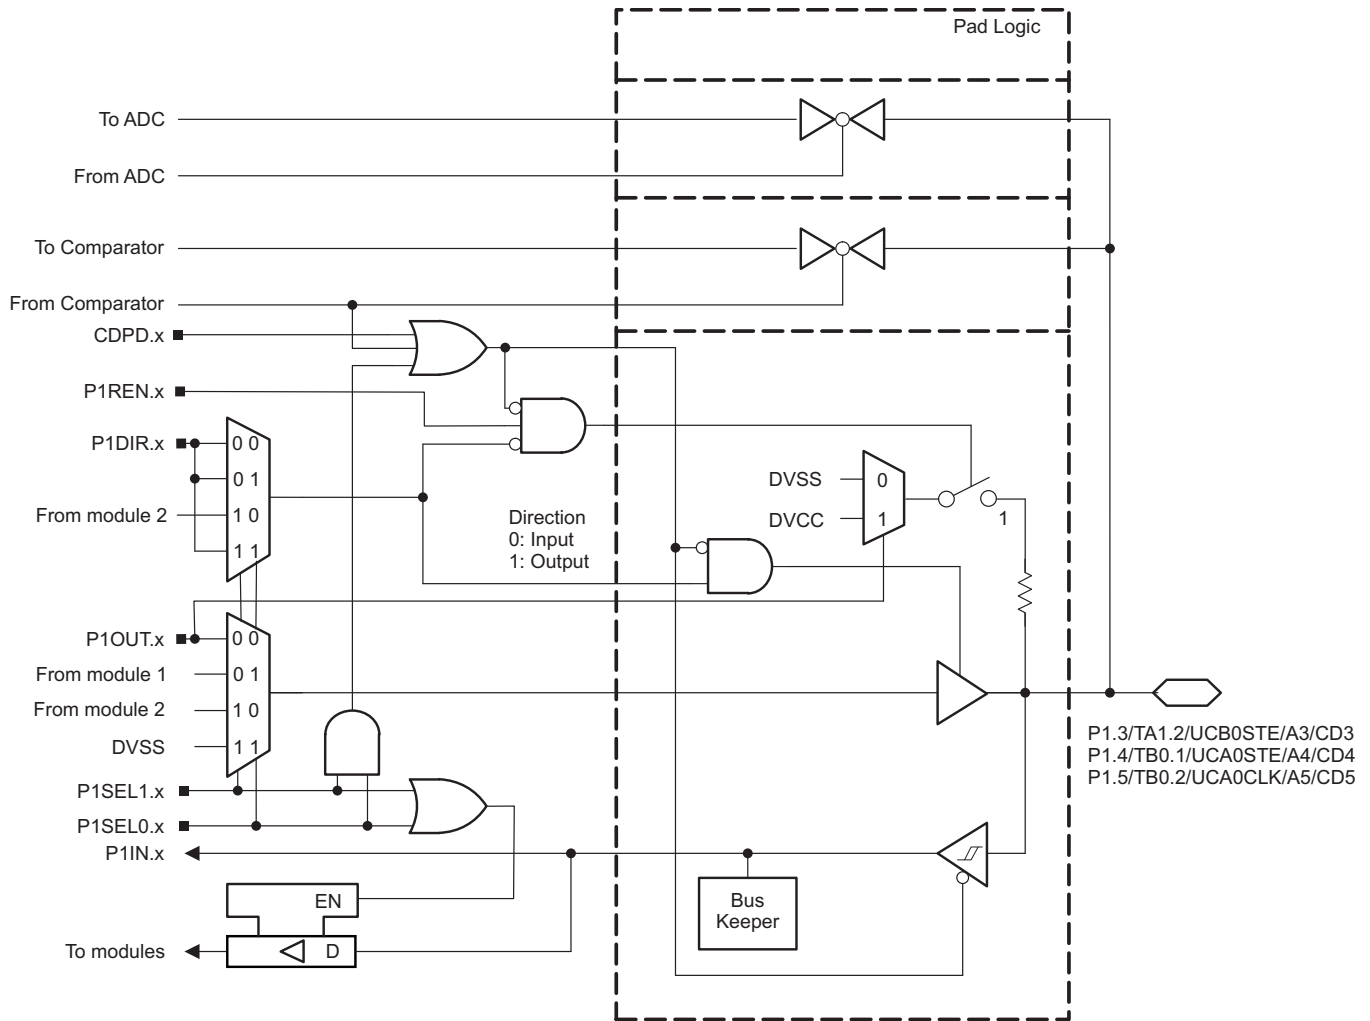 Pad Logic
To ADC
From ADC
To Comparator
From Comparator
CDPD.x
P1REN.x
P1DIR.x
0 0
0 1
From module 2
1 0
1 1
Direction
0: Input
1: Output
DVSS
0
DVCC
1
1
P1OUT.x
0 0
From module 1
0 1
From module 2
1 0
DVSS
1 1
P1.3/TA1.2/UCB0STE/A3/CD3
P1.4/TB0.1/UCA0STE/A4/CD4
P1.5/TB0.2/UCA0CLK/A5/CD5
P1SEL1.x
P1SEL0.x
P1IN.x
EN
Bus
Keeper
To modules
D